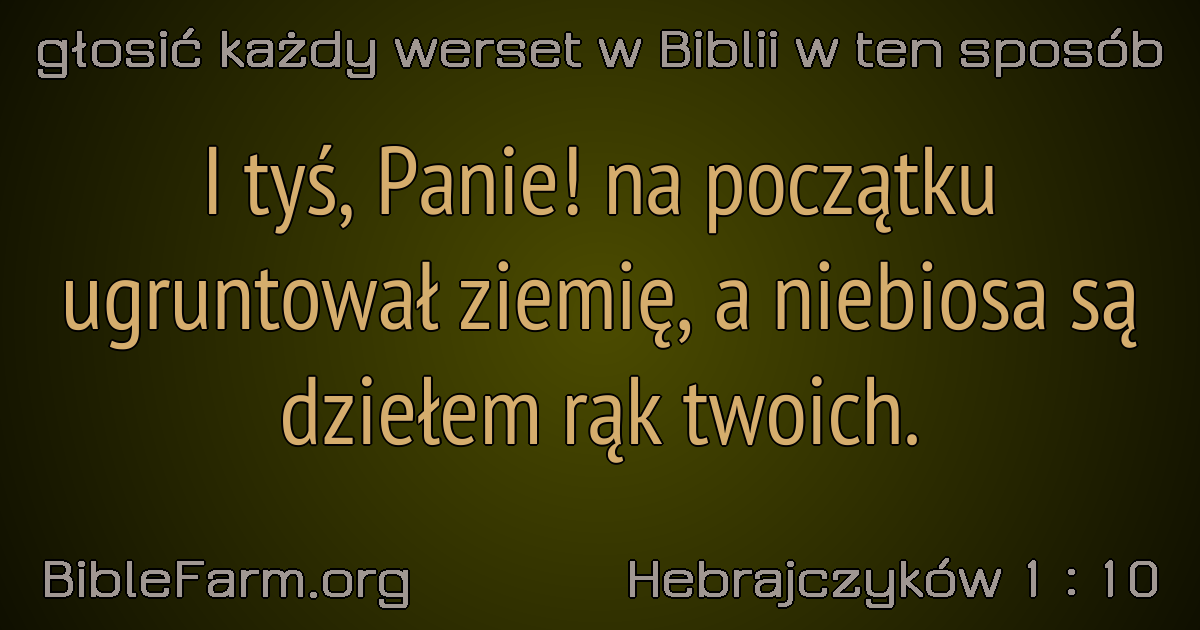 głosić każdy werset w Biblii w ten sposób
I tyś, Panie! na początku
ugruntował ziemię, a niebiosa są
dziełem rąk twoich.
BibleFarm.org
Hebrajczyków 1 : 10